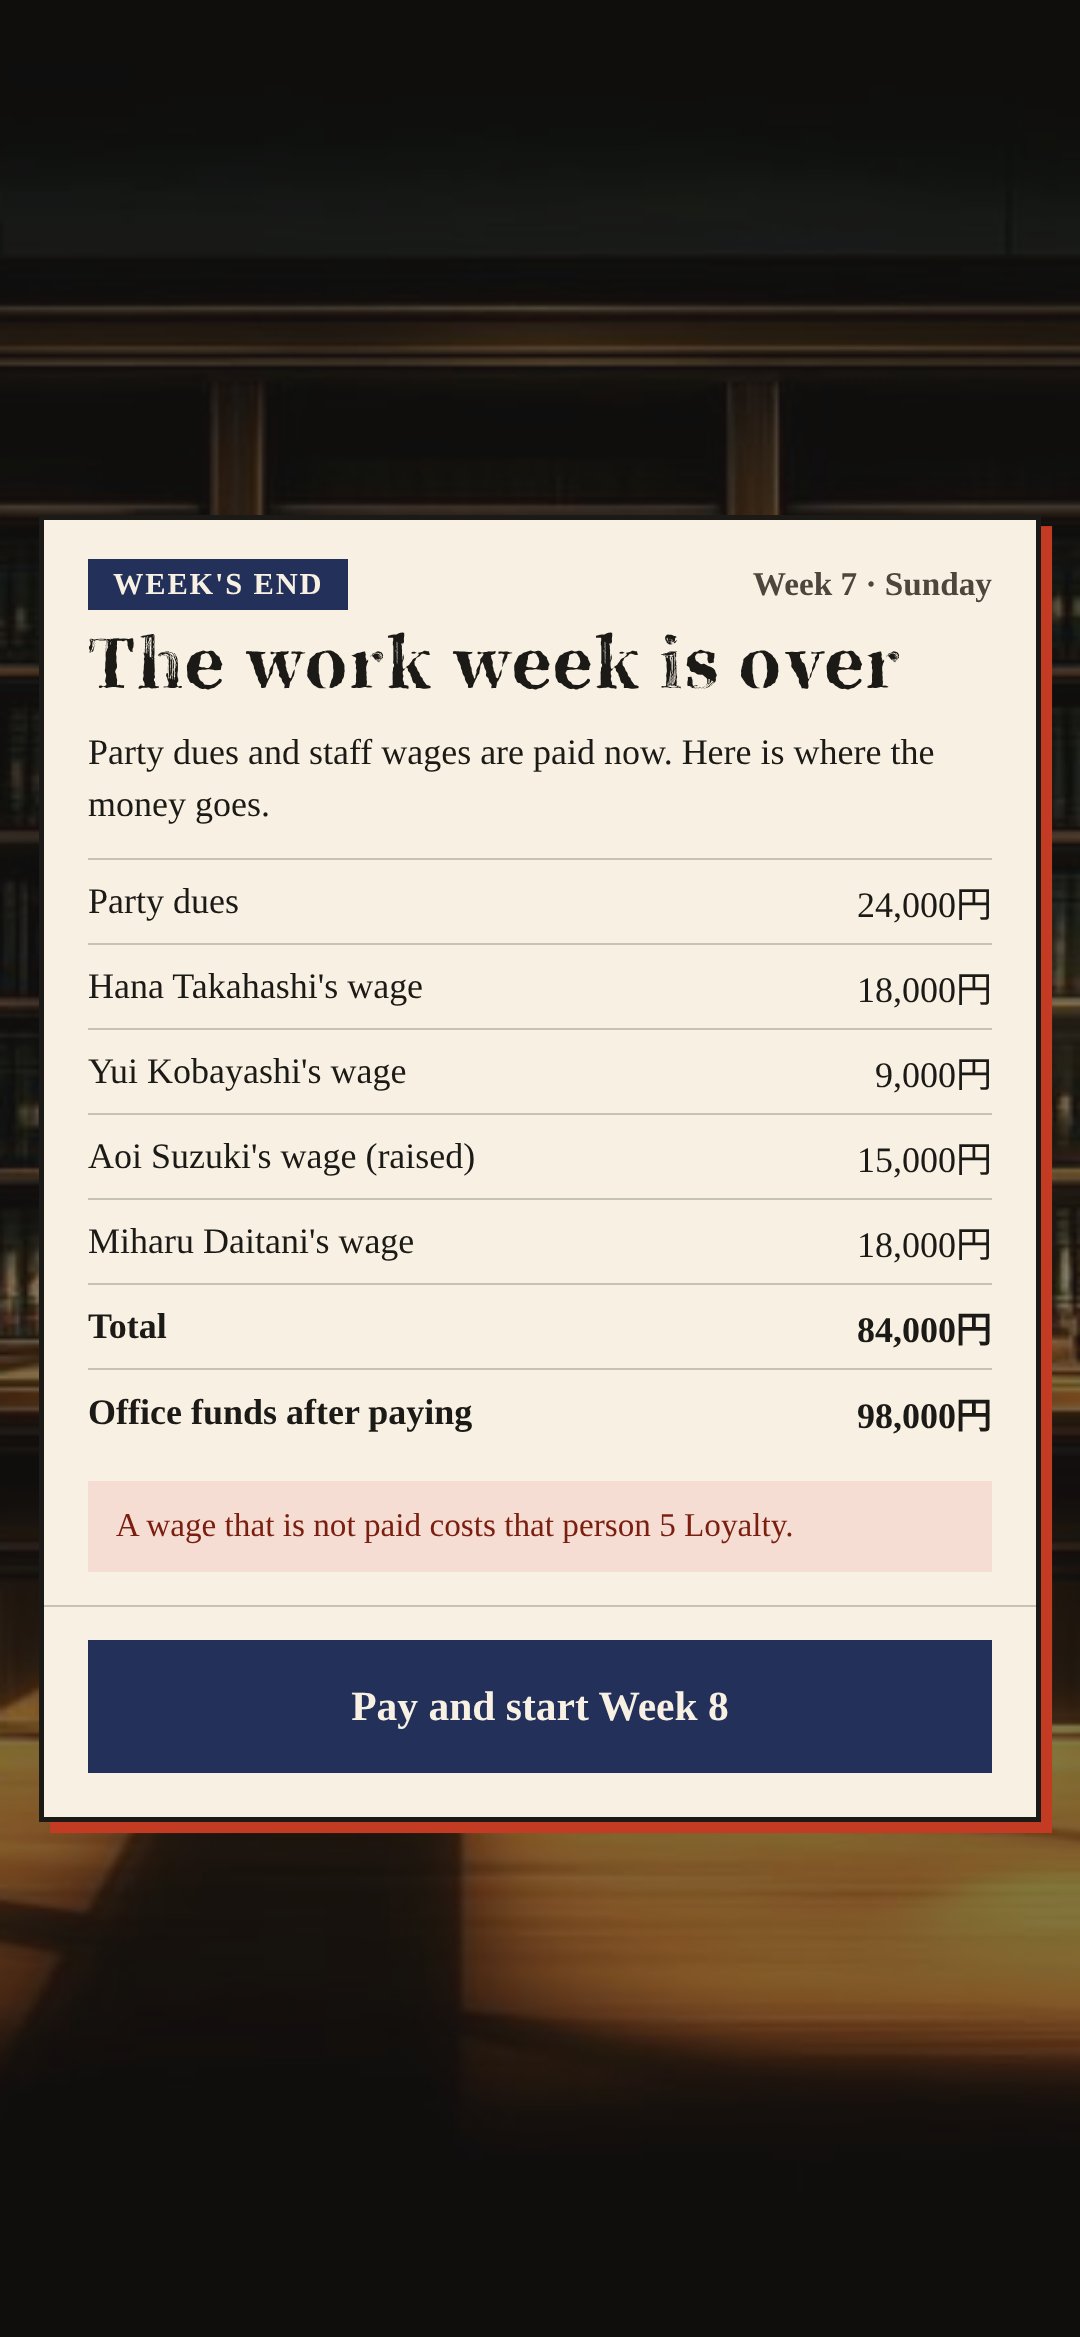 WEEK'S END
Week 7 · Sunday
The work week is over
Party dues and staff wages are paid now. Here is where the
money goes.
Party dues 24,000円
Hana Takahashi's wage 18,000円
Yui Kobayashi's wage 9,000円
Aoi Suzuki's wage (raised) 15,000円
Miharu Daitani's wage 18,000円
Total 84,000円
Office funds after paying 98,000円
A wage that is not paid costs that person 5 Loyalty.
Pay and start Week 8